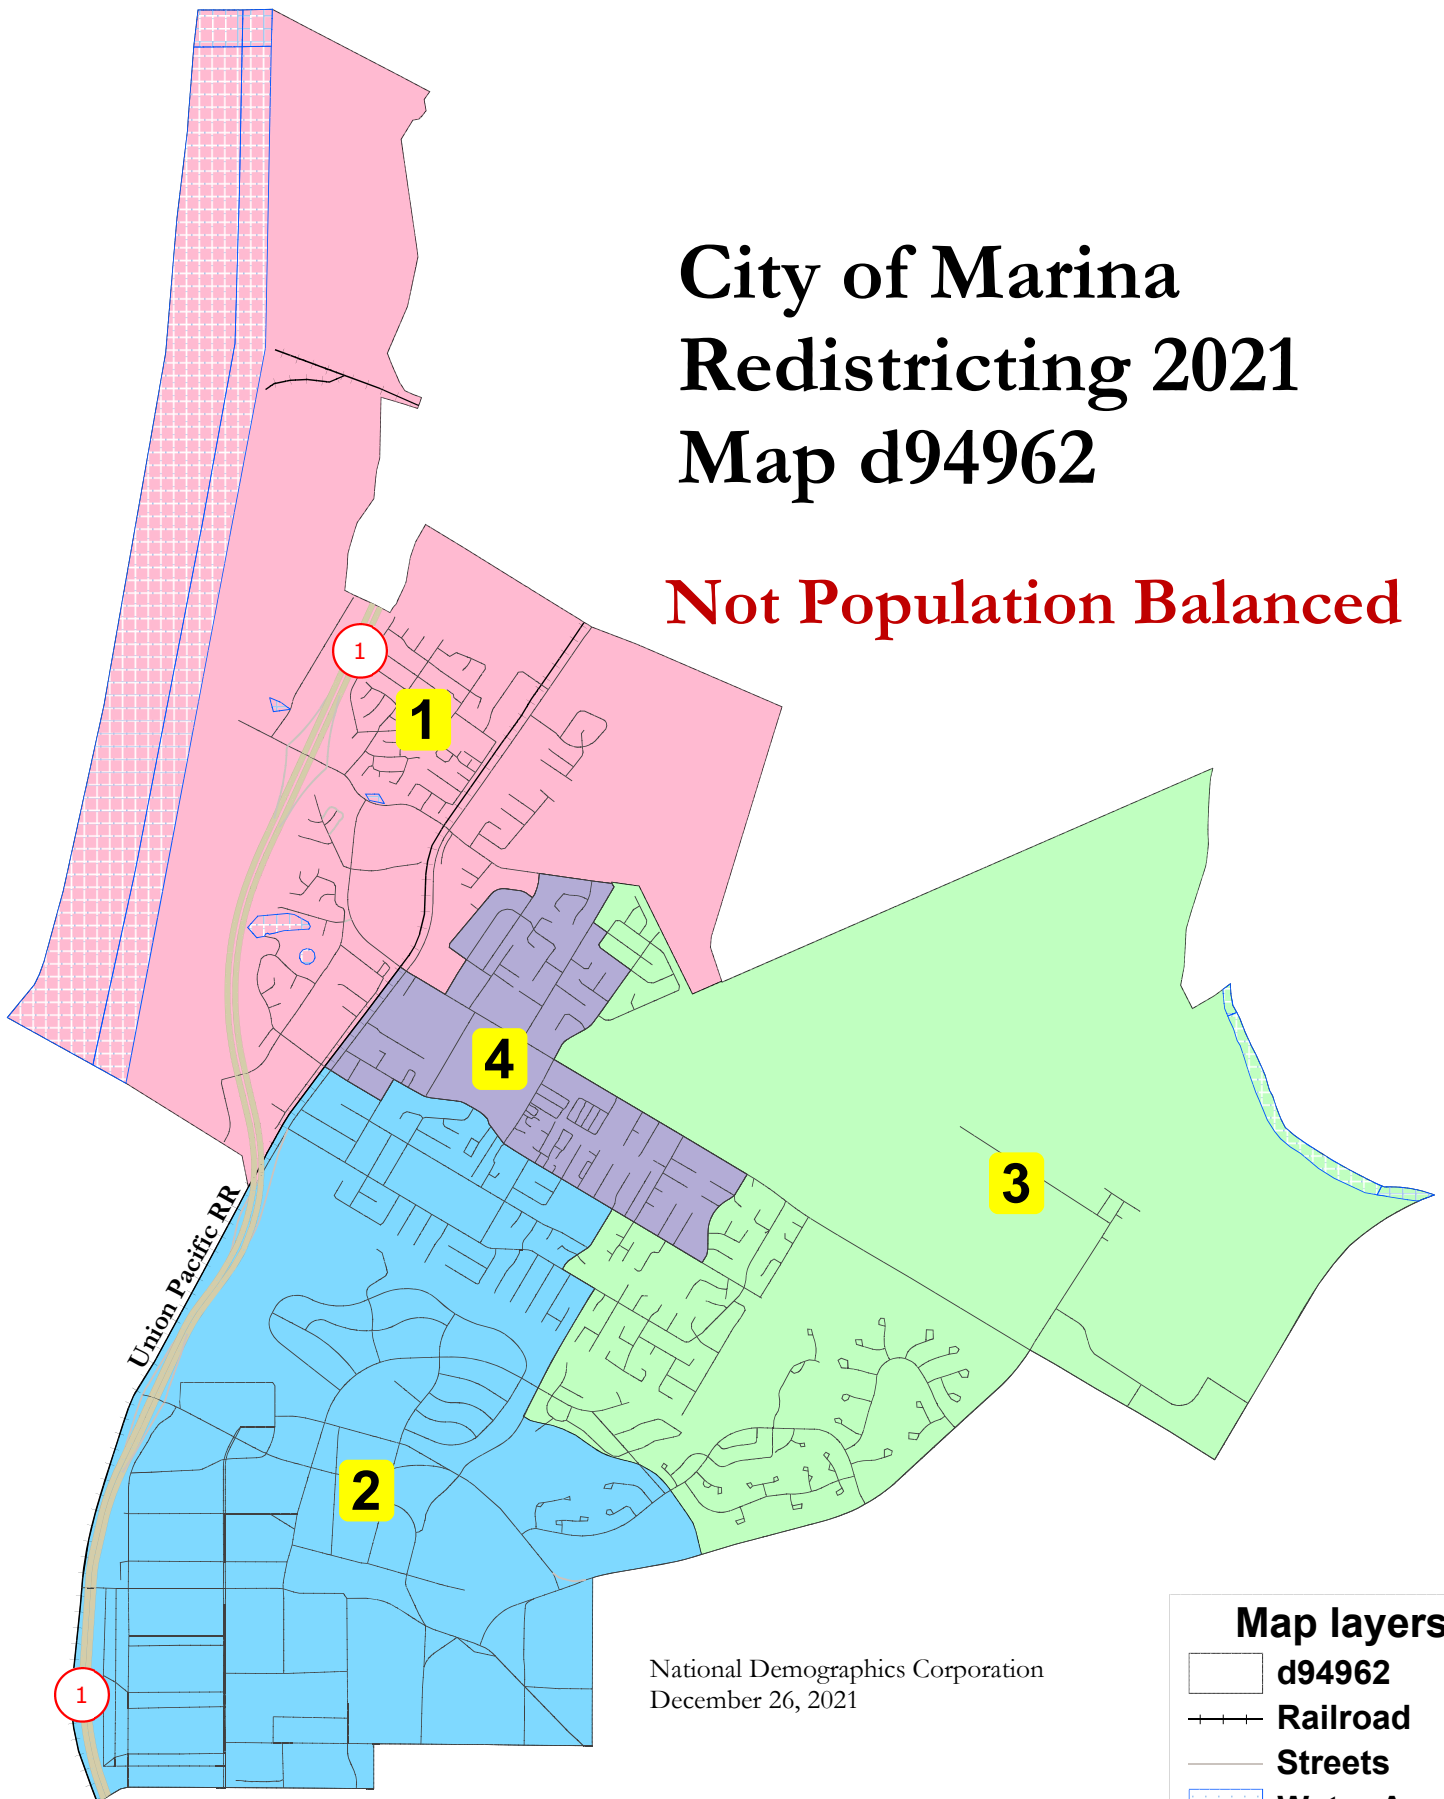 City of Marina
Redistricting 2021
Map d94962
Not Population Balanced
1
1
4
3
Union Pacific RR
2
1
National Demographics Corporation
December 26, 2021
Map layers
d94962
Railroad
Streets